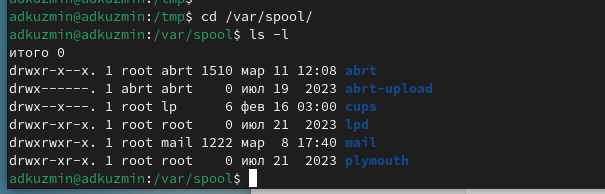 adkuzmin@adkuzmin:/tmp$
adkuzmin@adkuzmin:/tmp$ cd /var/spool/
adkuzmin@adkuzmin:/var/spool$ ls -l
итого 0
drwxr-x--x. 1 root abrt 1510 мар 11 12:08 abrt
drwx------. 1 abrt abrt    0 июл 19  2023 abrt-upload
drwx--x---. 1 root lp      6 фев 16 03:00 cups
drwxr-xr-x. 1 root root    0 июл 21  2023 lpd
drwxrwxr-x. 1 root mail 1222 мар  8 17:40 mail
drwxr-xr-x. 1 root root    0 июл 21  2023 plymouth
adkuzmin@adkuzmin:/var/spool$